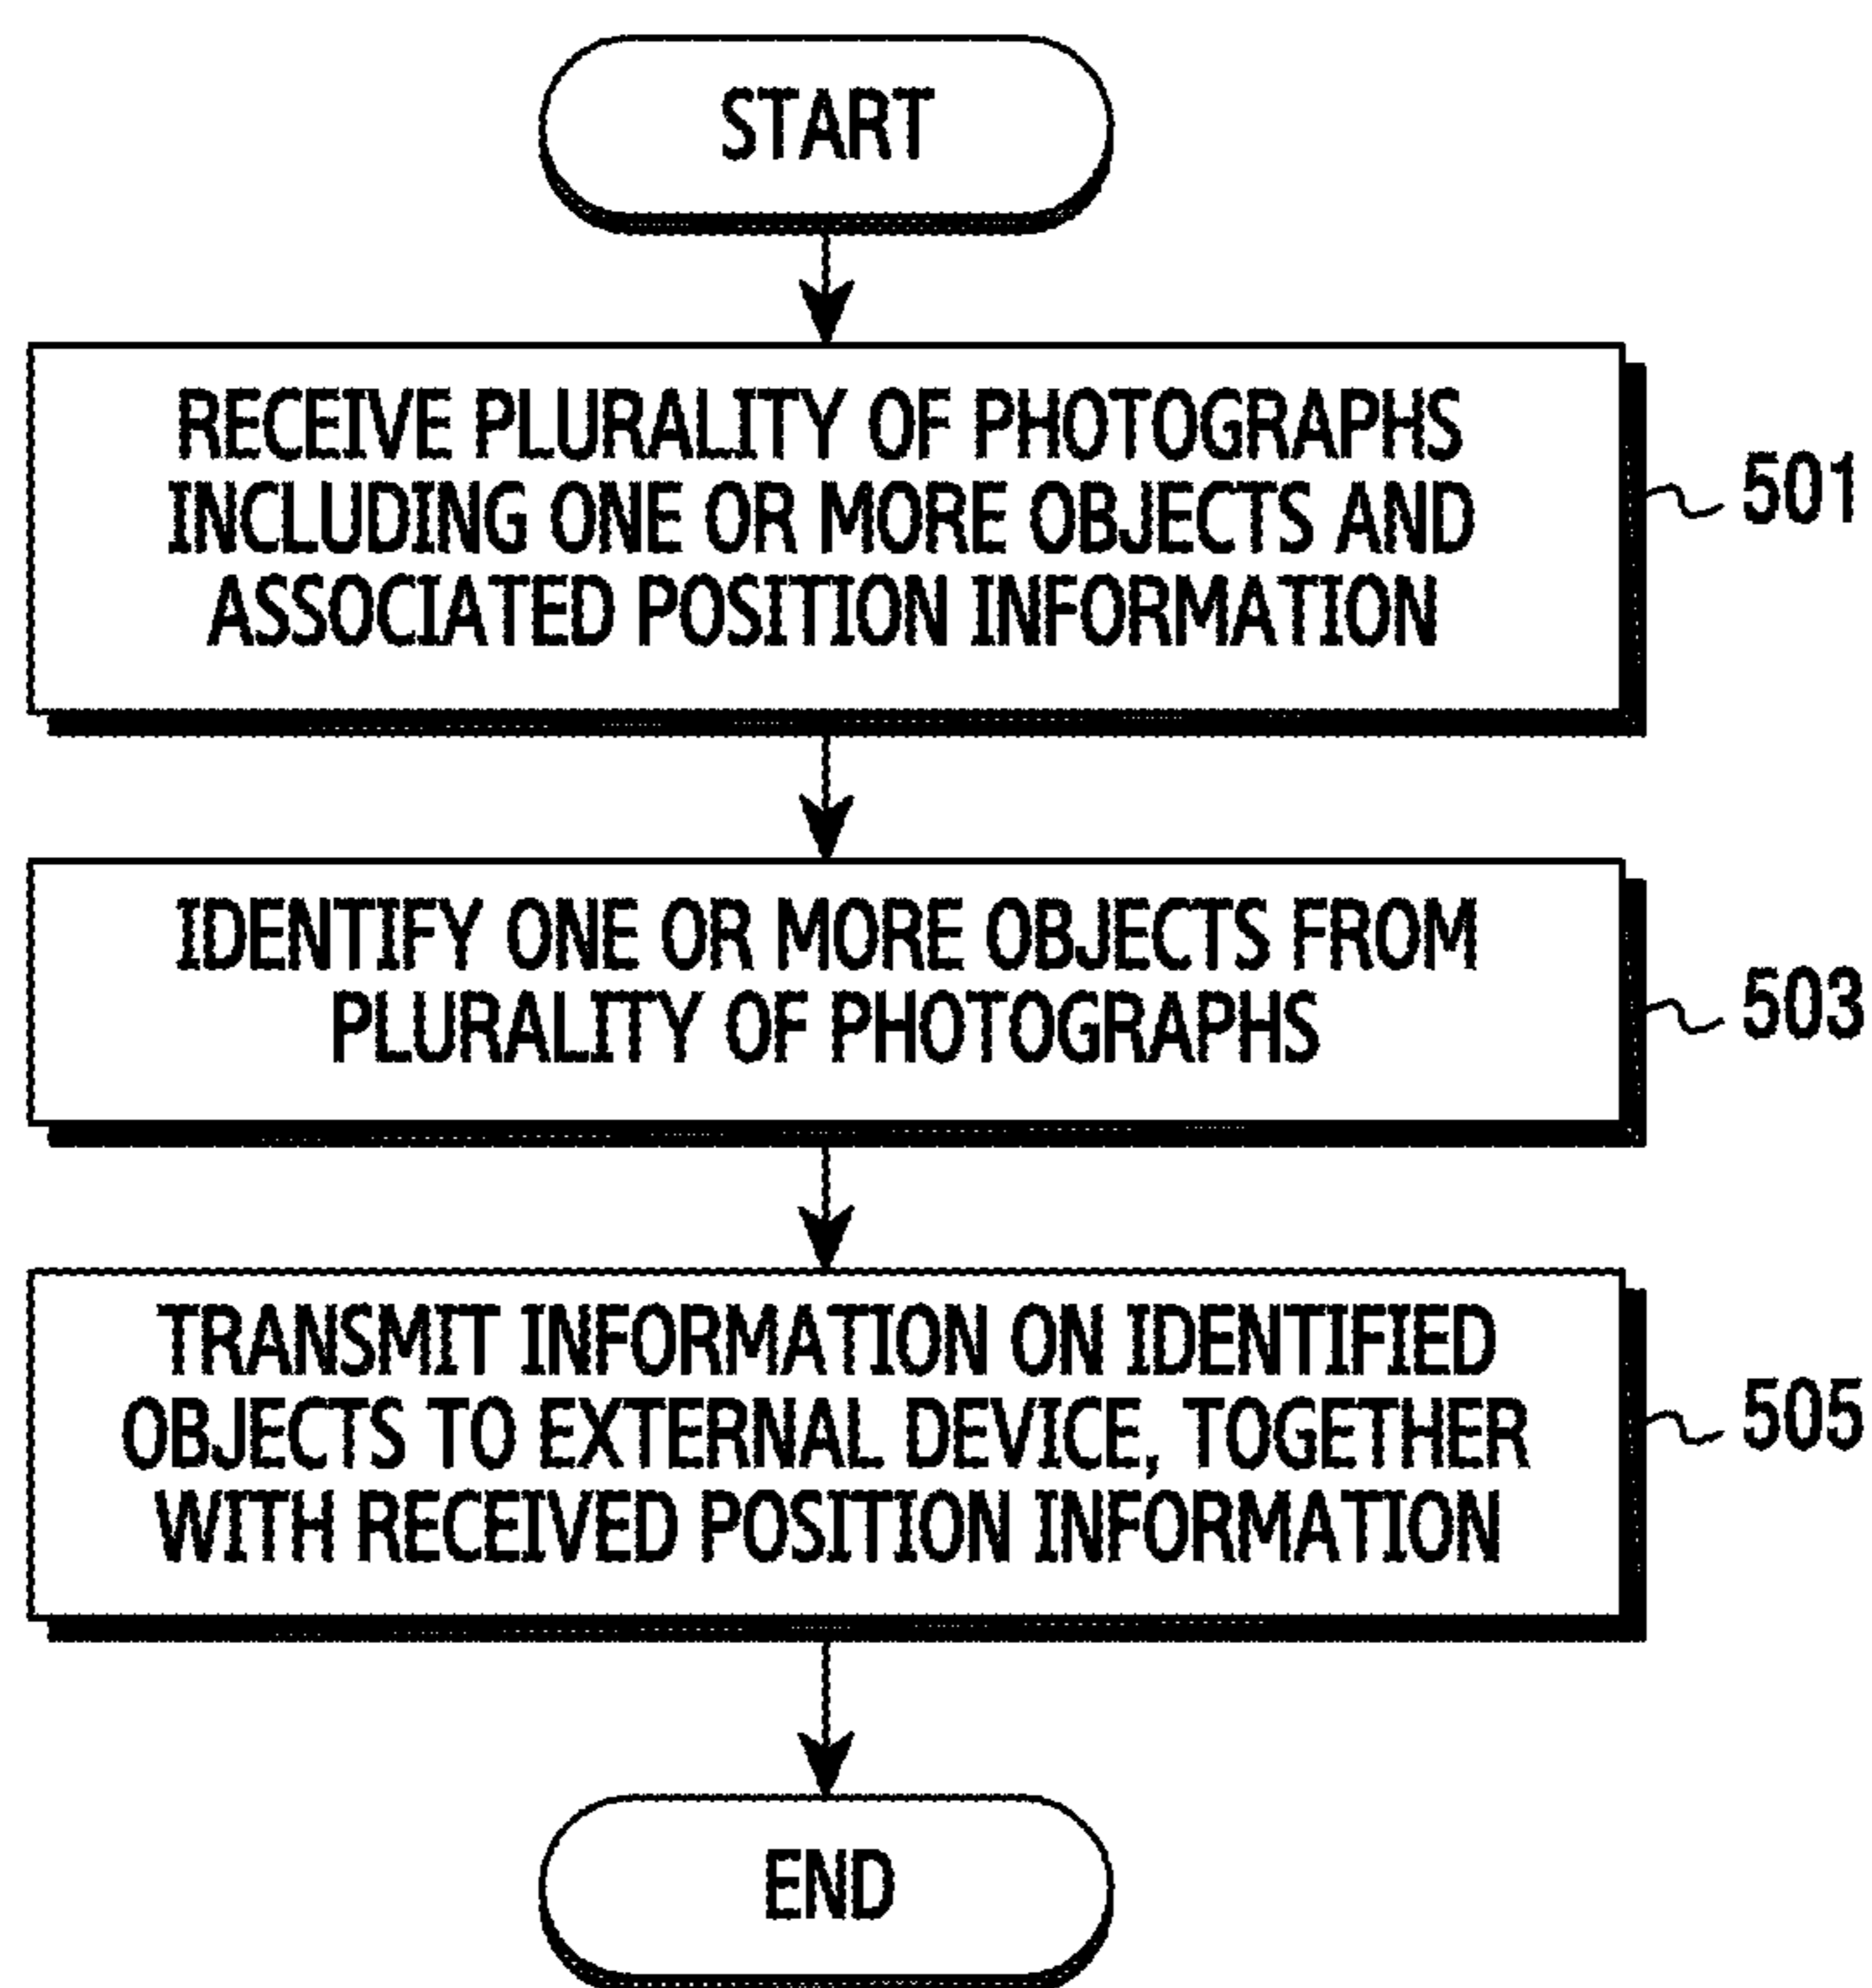 START
RECEIVE PLURALITY OF PHOTOGRAPHS
INCLUDING ONE OR MORE OBJECTS AND
ASSOCIATED POSITION INFORMATION
501
IDENTIFY ONE OR MORE OBJECTS FROM
PLURALITY OF PHOTOGRAPHS
503
TRANSMIT INFORMATION ON IDENTIFIED
OBJECTS TO EXTERNAL DEVICE, TOGETHER
WITH RECEIVED POSITION INFORMATION
505
END